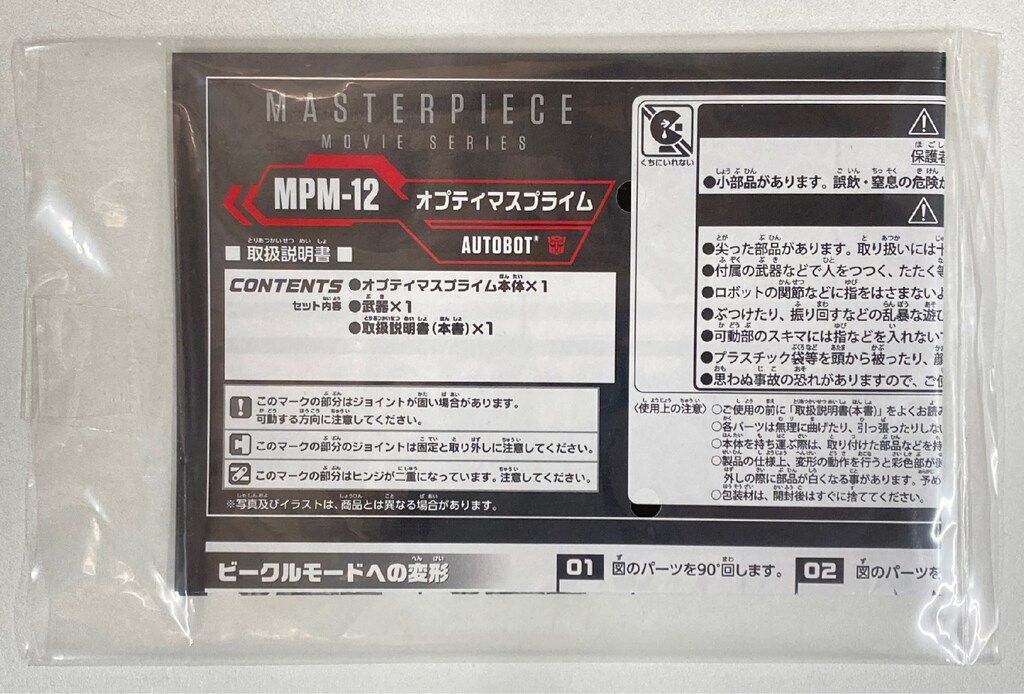 MASTERPIECE
MOVIE SERIES
MPM-12
オプティマスプライム
AUTOBOT
とりあつかいせつ めい しょ
■ 取扱説明書 ■
CONTENTS
セット内容
●オプティマスプライム本体×1
●武器×1
●取扱説明書(本書)×1
このマークの部分はジョイントが固い場合があります。
可動する方向に注意してください。
このマークの部分のジョイントは固定と取り外しに注意してください。
このマークの部分はヒンジが二重になっています。注意してください。
※写真及びイラストは、商品とは異なる場合があります。
くちにいれない
保護者
●小部品があります。誤飲・窒息の危険が
●尖った部品があります。取り扱いには十
●付属の武器などで人をつつく、たたく等
●ロボットの関節などに指をはさまないよ
●ぶつけたり、振り回すなどの乱暴な遊び
●可動部のスキマには指などを入れない
●プラスチック袋等を頭から被ったり、顔
●思わぬ事故の恐れがありますので、ご使
〈使用上の注意〉
○ご使用の前に「取扱説明書(本書)」をよくお読み
○各パーツは無理に曲げたり、引っ張ったりしな
○本体を持ち運ぶ際は、取り付けた部品などを持
○製品の仕様上、変形の動作を行うと彩色部が
外しの際に部品が白くなる事があります。予め
○包装材は、開封後はすぐに捨ててください。
ビークルモードへの変形
01 図のパーツを90°回します。
02 図のパーツを